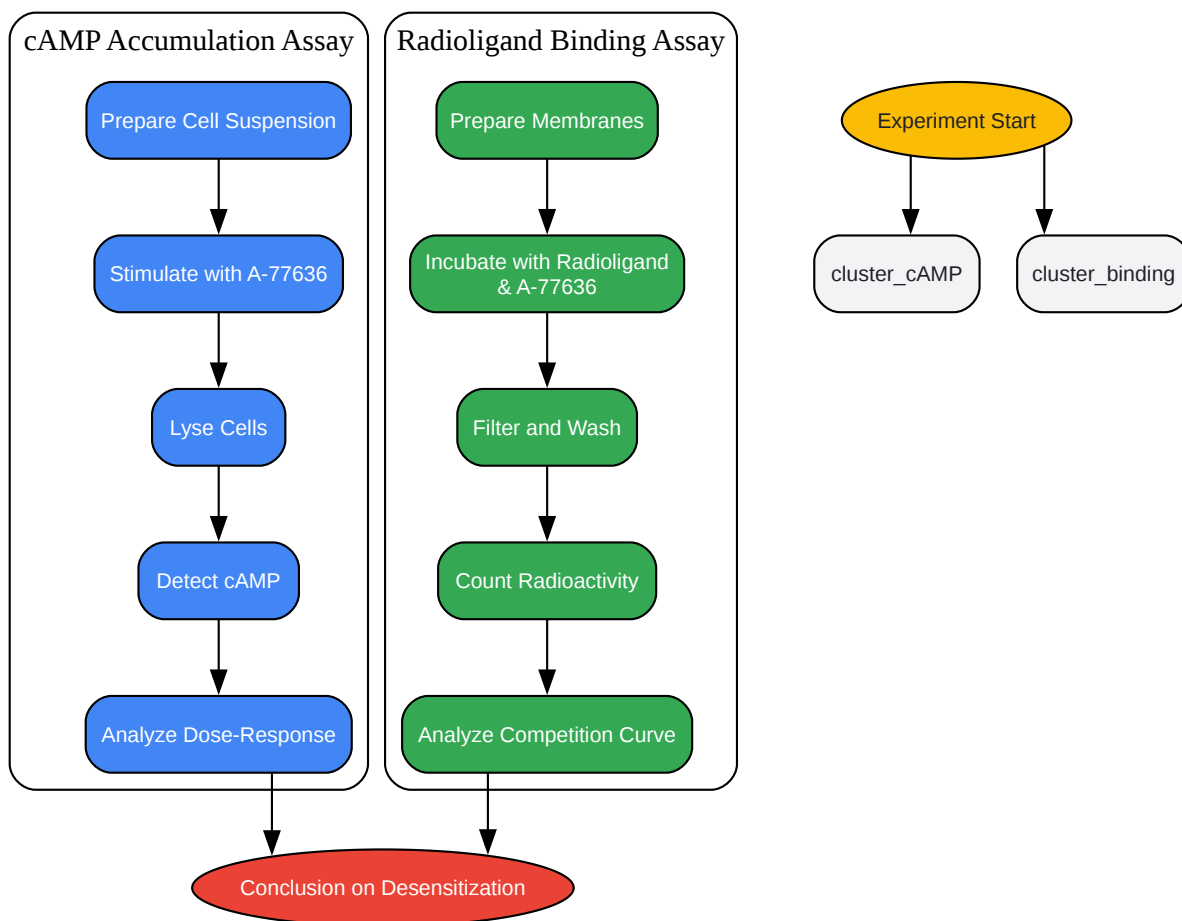 cAMP Accumulation Assay
Prepare Cell Suspension
Stimulate with A-77636
Lyse Cells
Detect cAMP
Analyze Dose-Response
Radioligand Binding Assay
Prepare Membranes
Incubate with Radioligand
& A-77636
Filter and Wash
Count Radioactivity
Analyze Competition Curve
Experiment Start
cluster_cAMP
cluster_binding
Conclusion on Desensitization